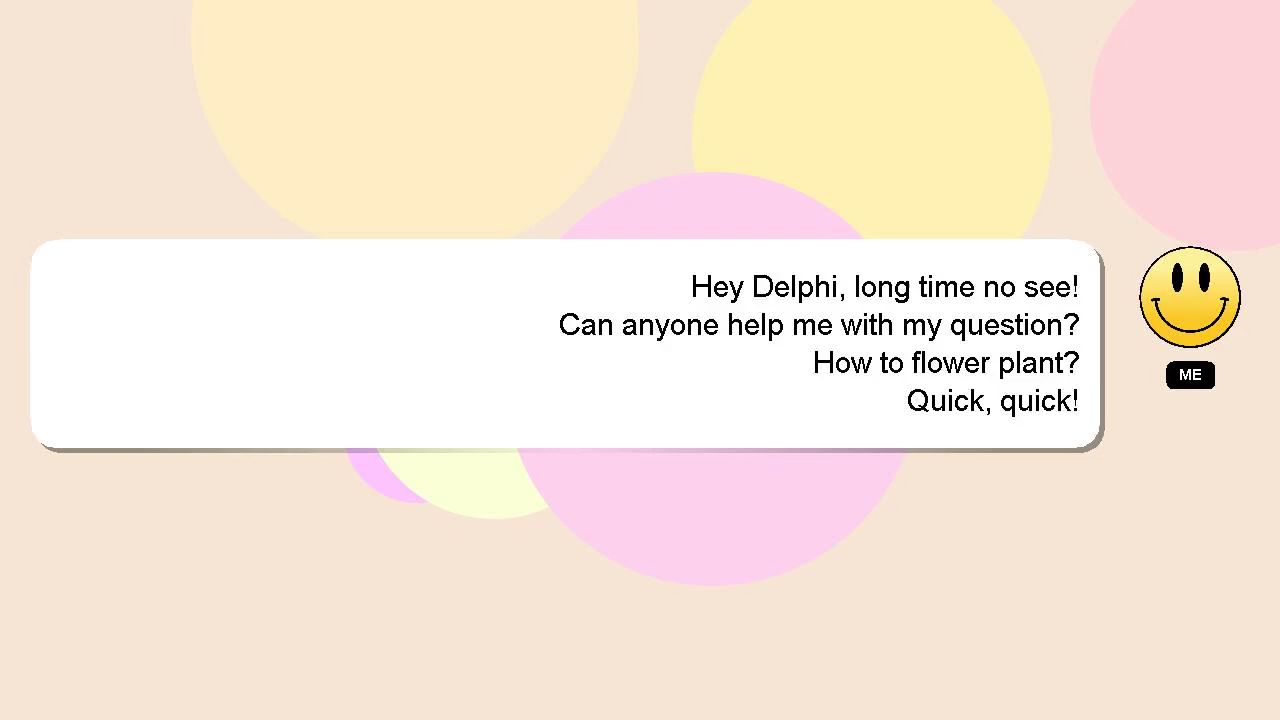 Hey Delphi, long time no see!
Can anyone help me with my question?
How to flower plant?
Quick, quick!
ME